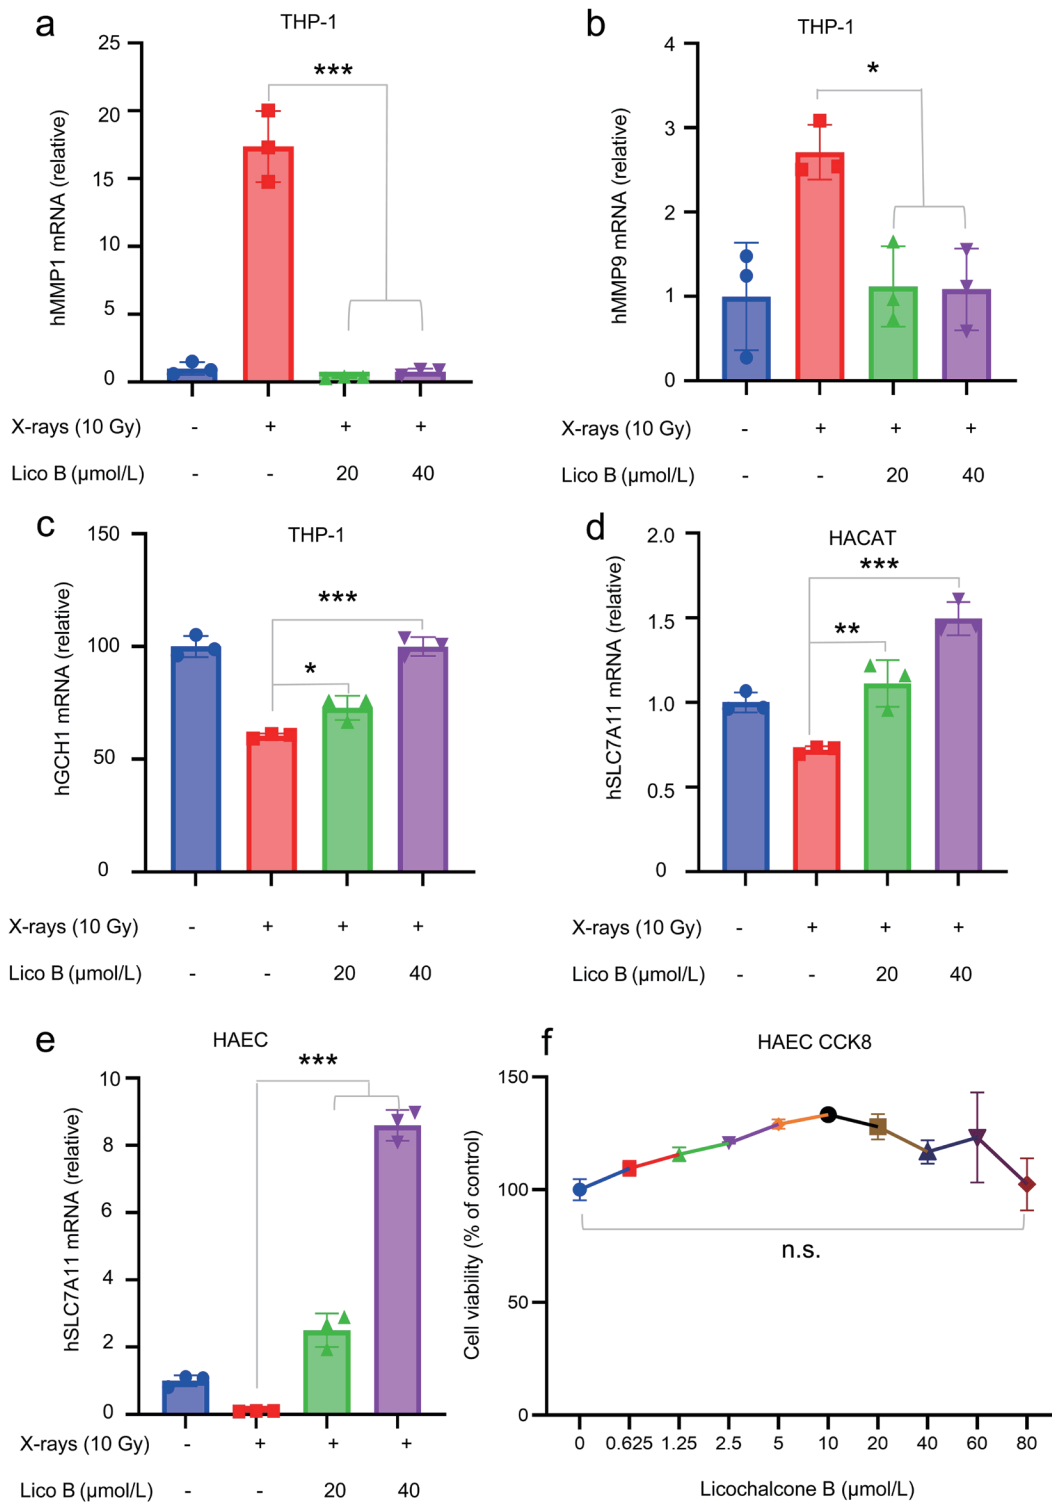 a
THP-1
hMMP1 mRNA (relative)
25
20
15
10
5
0
***
X-rays (10 Gy) - + + +
Lico B (μmol/L) - - 20 40
b
THP-1
hMMP9 mRNA (relative)
4
3
2
1
0
*
X-rays (10 Gy) - + + +
Lico B (μmol/L) - - 20 40
c
THP-1
hGCH1 mRNA (relative)
150
100
50
0
***
*
X-rays (10 Gy) - + + +
Lico B (μmol/L) - - 20 40
d
HACAT
hSLC7A11 mRNA (relative)
2.0
1.5
1.0
0.5
0
***
**
X-rays (10 Gy) - + + +
Lico B (μmol/L) - - 20 40
e
HAEC
hSLC7A11 mRNA (relative)
10
8
6
4
2
0
***
X-rays (10 Gy) - + + +
Lico B (μmol/L) - - 20 40
f
HAEC CCK8
Cell viability (% of control)
150
100
50
0
n.s.
0 0.625 1.25 2.5 5 10 20 40 60 80
Licochalcone B (μmol/L)